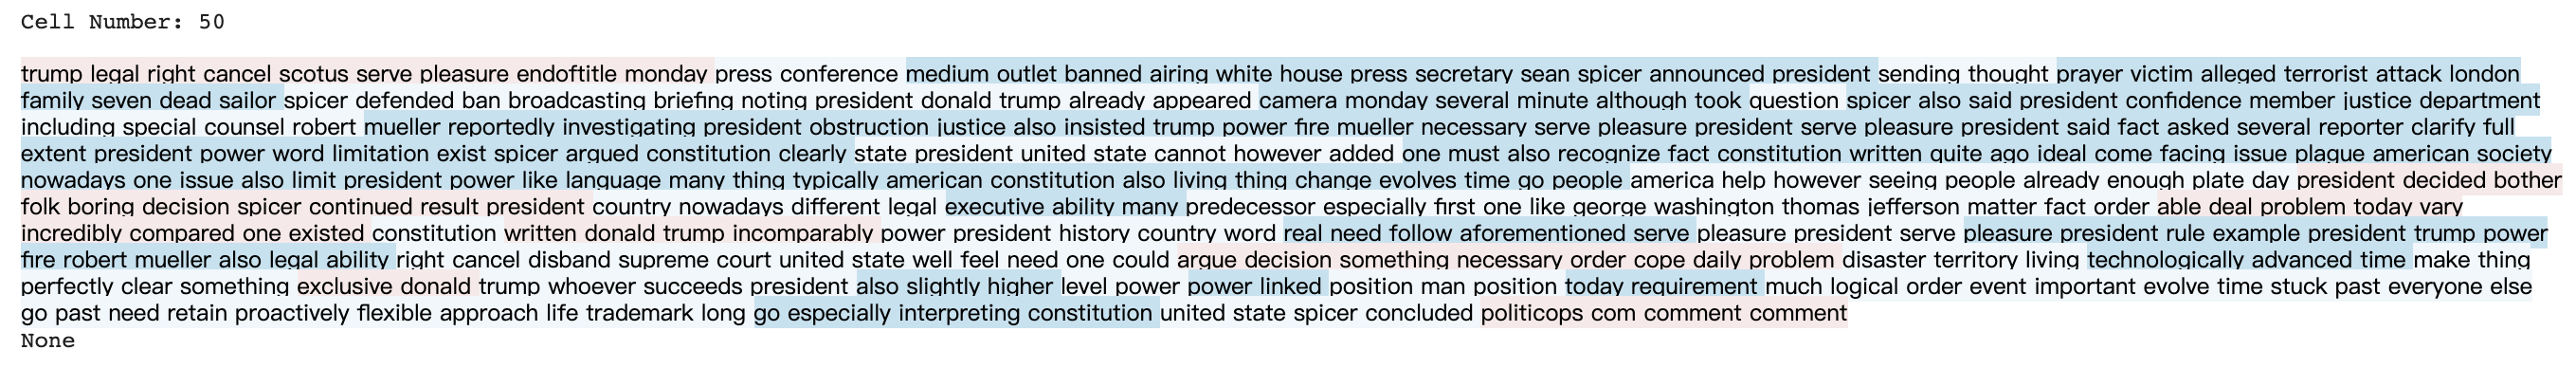 Cell Number: 50
trump legal right cancel scotus serve pleasure endoftitle monday press conference medium outlet banned airing white house press secretary sean spicer announced president sending thought prayer victim alleged terrorist attack london
family seven dead sailor spicer defended ban broadcasting briefing noting president donald trump already appeared camera monday several minute although took question spicer also said president confidence member justice department
including special counsel robert mueller reportedly investigating president obstruction justice also insisted trump power fire mueller necessary serve pleasure president serve pleasure president said fact asked several reporter clarify full
extent president power word limitation exist spicer argued constitution clearly state president united state cannot however added one must also recognize fact constitution written quite ago ideal come facing issue plague american society
nowadays one issue also limit president power like language many thing typically american constitution also living thing change evolves time go people america help however seeing people already enough plate day president decided bother
folk boring decision spicer continued result president country nowadays different legal executive ability many predecessor especially first one like george washington thomas jefferson matter fact order able deal problem today vary
incredibly compared one existed constitution written donald trump incomparably power president history country word real need follow aforementioned serve pleasure president serve pleasure president rule example president trump power
fire robert mueller also legal ability right cancel disband supreme court united state well feel need one could argue decision something necessary order cope daily problem disaster territory living technologically advanced time make thing
perfectly clear something exclusive donald trump whoever succeeds president also slightly higher level power power linked position man position today requirement much logical order event important evolve time stuck past everyone else
go past need retain proactively flexible approach life trademark long go especially interpreting constitution united state spicer concluded politicops com comment comment
None